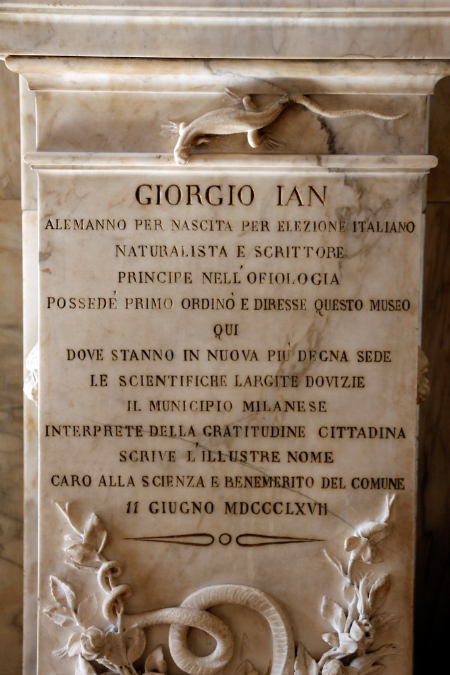 GIORGIO IAN
ALEMANNO PER NASCITA PER ELEZIONE ITALIANO
NATURALISTA E SCRITTORE
PRINCIPE NELL'OFIOLOGIA
POSSEDÉ PRIMO ORDINÒ E DIRESSE QUESTO MUSEO
QUI
DOVE STANNO IN NUOVA PIÙ DEGNA SEDE
LE SCIENTIFICHE LARGITE DOVIZIE
IL MUNICIPIO MILANESE
INTERPRETE DELLA GRATITUDINE CITTADINA
SCRIVE L'ILLUSTRE NOME
CARO ALLA SCIENZA E BENEMERITO DEL COMUNE
11 GIUGNO MDCCCLXVII